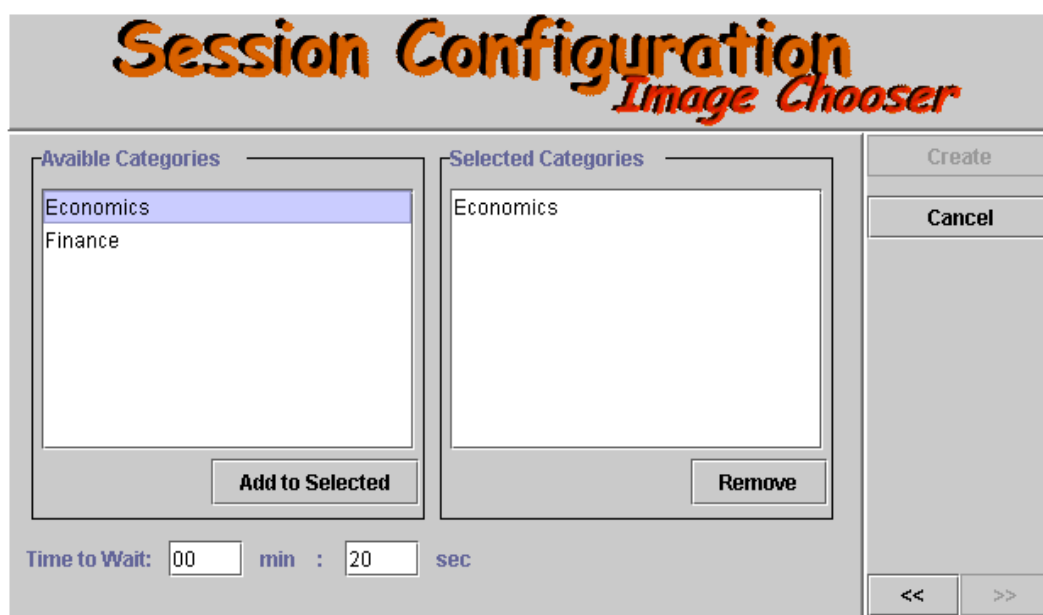 Session Configuration
Image Chooser
Avaible Categories
Economics
Finance
Add to Selected
Selected Categories
Economics
Remove
Time to Wait: 00 min : 20 sec
Create
Cancel
<< >>